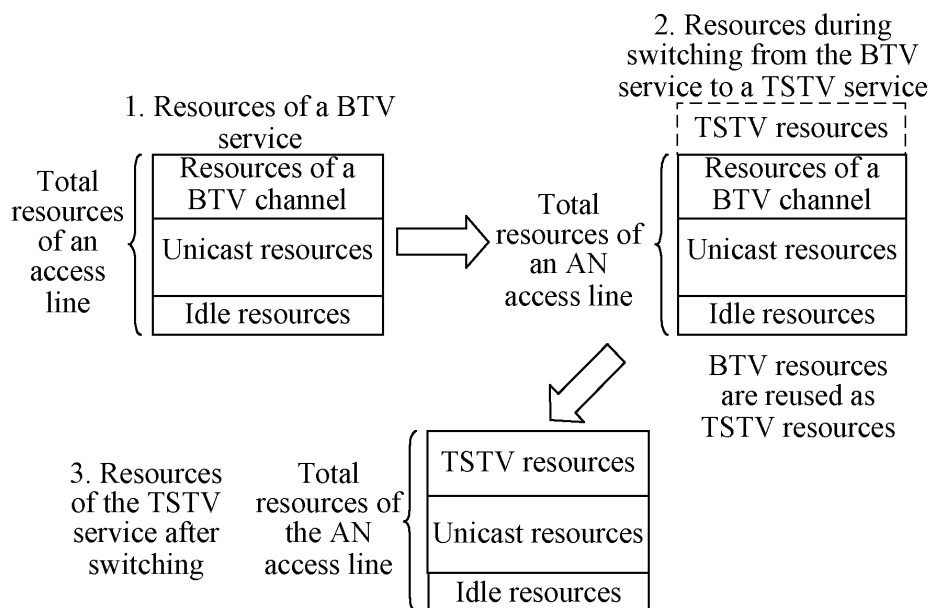 1. Resources of a BTV
service
Total
resources
of an
access
line
Resources of a
BTV channel
Unicast resources
Idle resources
2. Resources during
switching from the BTV
service to a TSTV service
TSTV resources
Total
resources of
an AN
access line
Resources of a
BTV channel
Unicast resources
Idle resources
BTV resources
are reused as
TSTV resources
3. Resources
of the TSTV
service after
switching
Total
resources of
the AN
access line
TSTV resources
Unicast resources
Idle resources